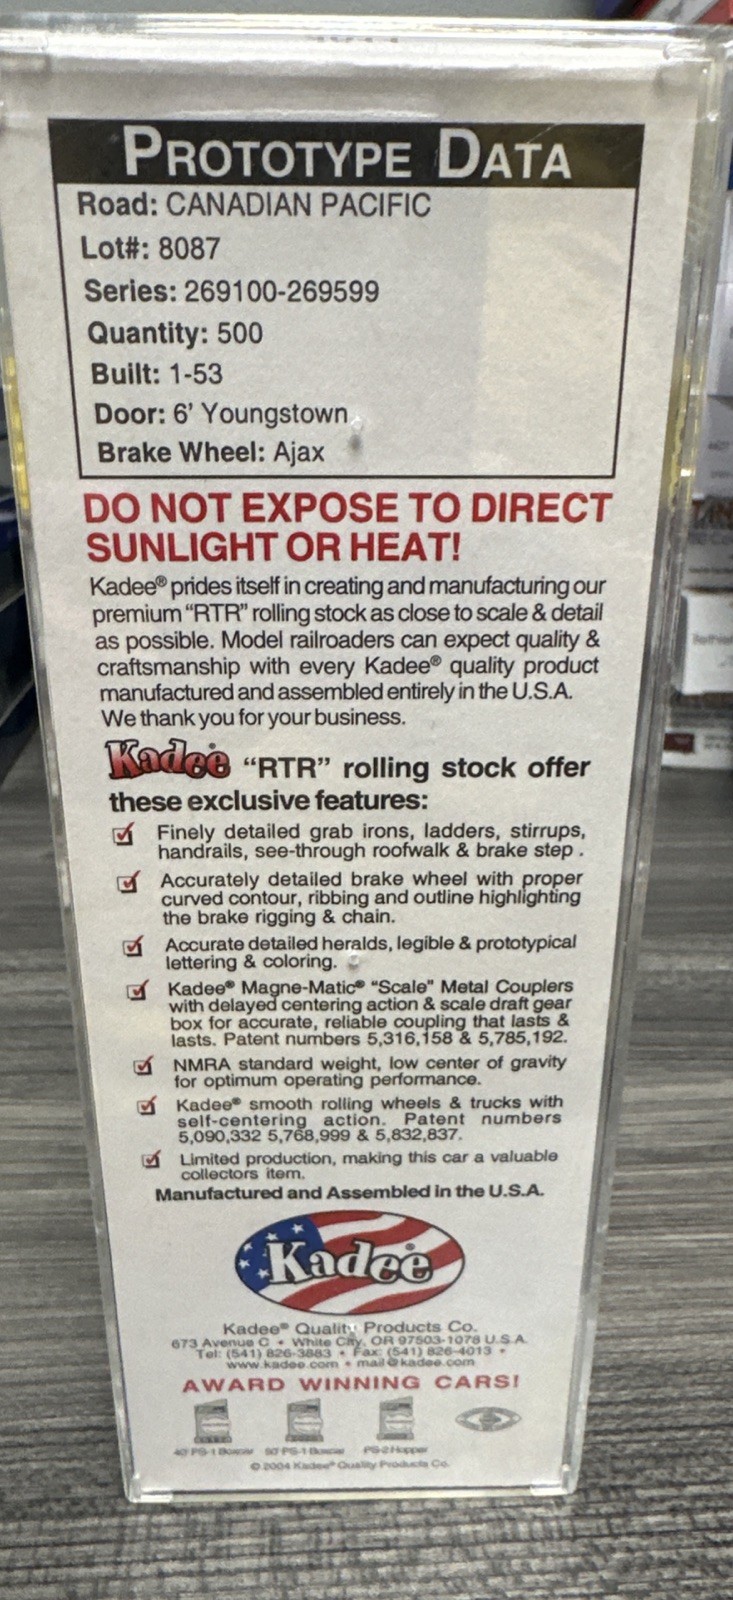 PROTOTYPE DATA
Road: CANADIAN PACIFIC
Lot#: 8087
Series: 269100-269599
Quantity: 500
Built: 1-53
Door: 6' Youngstown
Brake Wheel: Ajax
DO NOT EXPOSE TO DIRECT
SUNLIGHT OR HEAT!
Kadee® prides itself in creating and manufacturing our
premium "RTR" rolling stock as close to scale & detail
as possible. Model railroaders can expect quality &
craftsmanship with every Kadee® quality product
manufactured and assembled entirely in the U.S.A.
We thank you for your business.
Kadee "RTR" rolling stock offer
these exclusive features:
Finely detailed grab irons, ladders, stirrups,
handrails, see-through roofwalk & brake step .
Accurately detailed brake wheel with proper
curved contour, ribbing and outline highlighting
the brake rigging & chain.
Accurate detailed heralds, legible & prototypical
lettering & coloring.
Kadee® Magne-Matic® "Scale" Metal Couplers
with delayed centering action & scale draft gear
box for accurate, reliable coupling that lasts &
lasts. Patent numbers 5,316,158 & 5,785,192.
NMRA standard weight, low center of gravity
for optimum operating performance.
Kadee® smooth rolling wheels & trucks with
self-centering action. Patent numbers
5,090,332 5,768,999 & 5,832,837.
Limited production, making this car a valuable
collectors item.
Manufactured and Assembled in the U.S.A.
Kadee®
Kadee® Quality Products Co.
673 Avenue C • White City, OR 97503-1078 U.S.A.
Tel: (541) 826-3883 • Fax: (541) 826-4013 •
www.kadee.com • mail@kadee.com
AWARD WINNING CARS!
40' PS-1 Boxcar 50' PS-1 Boxcar PS-2 Hopper
© 2004 Kadee® Quality Products Co.